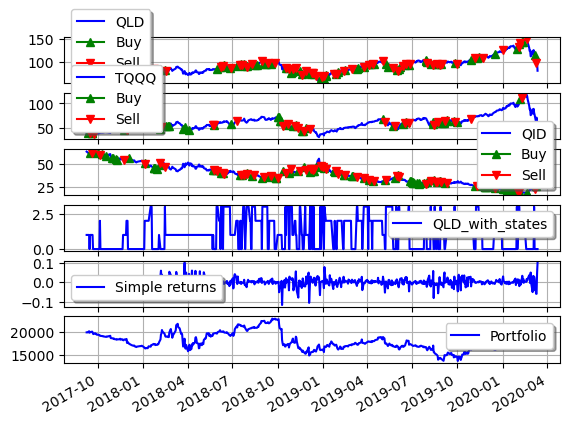 QLD
Buy
Sell
150
100
TQQQ
Buy
Sell
100
50
QID
Buy
Sell
50
25
QLD_with_states
2.5
0.0
Simple returns
0.1
0.0
−0.1
Portfolio
20000
15000
2017-10
2018-01
2018-04
2018-07
2018-10
2019-01
2019-04
2019-07
2019-10
2020-01
2020-04